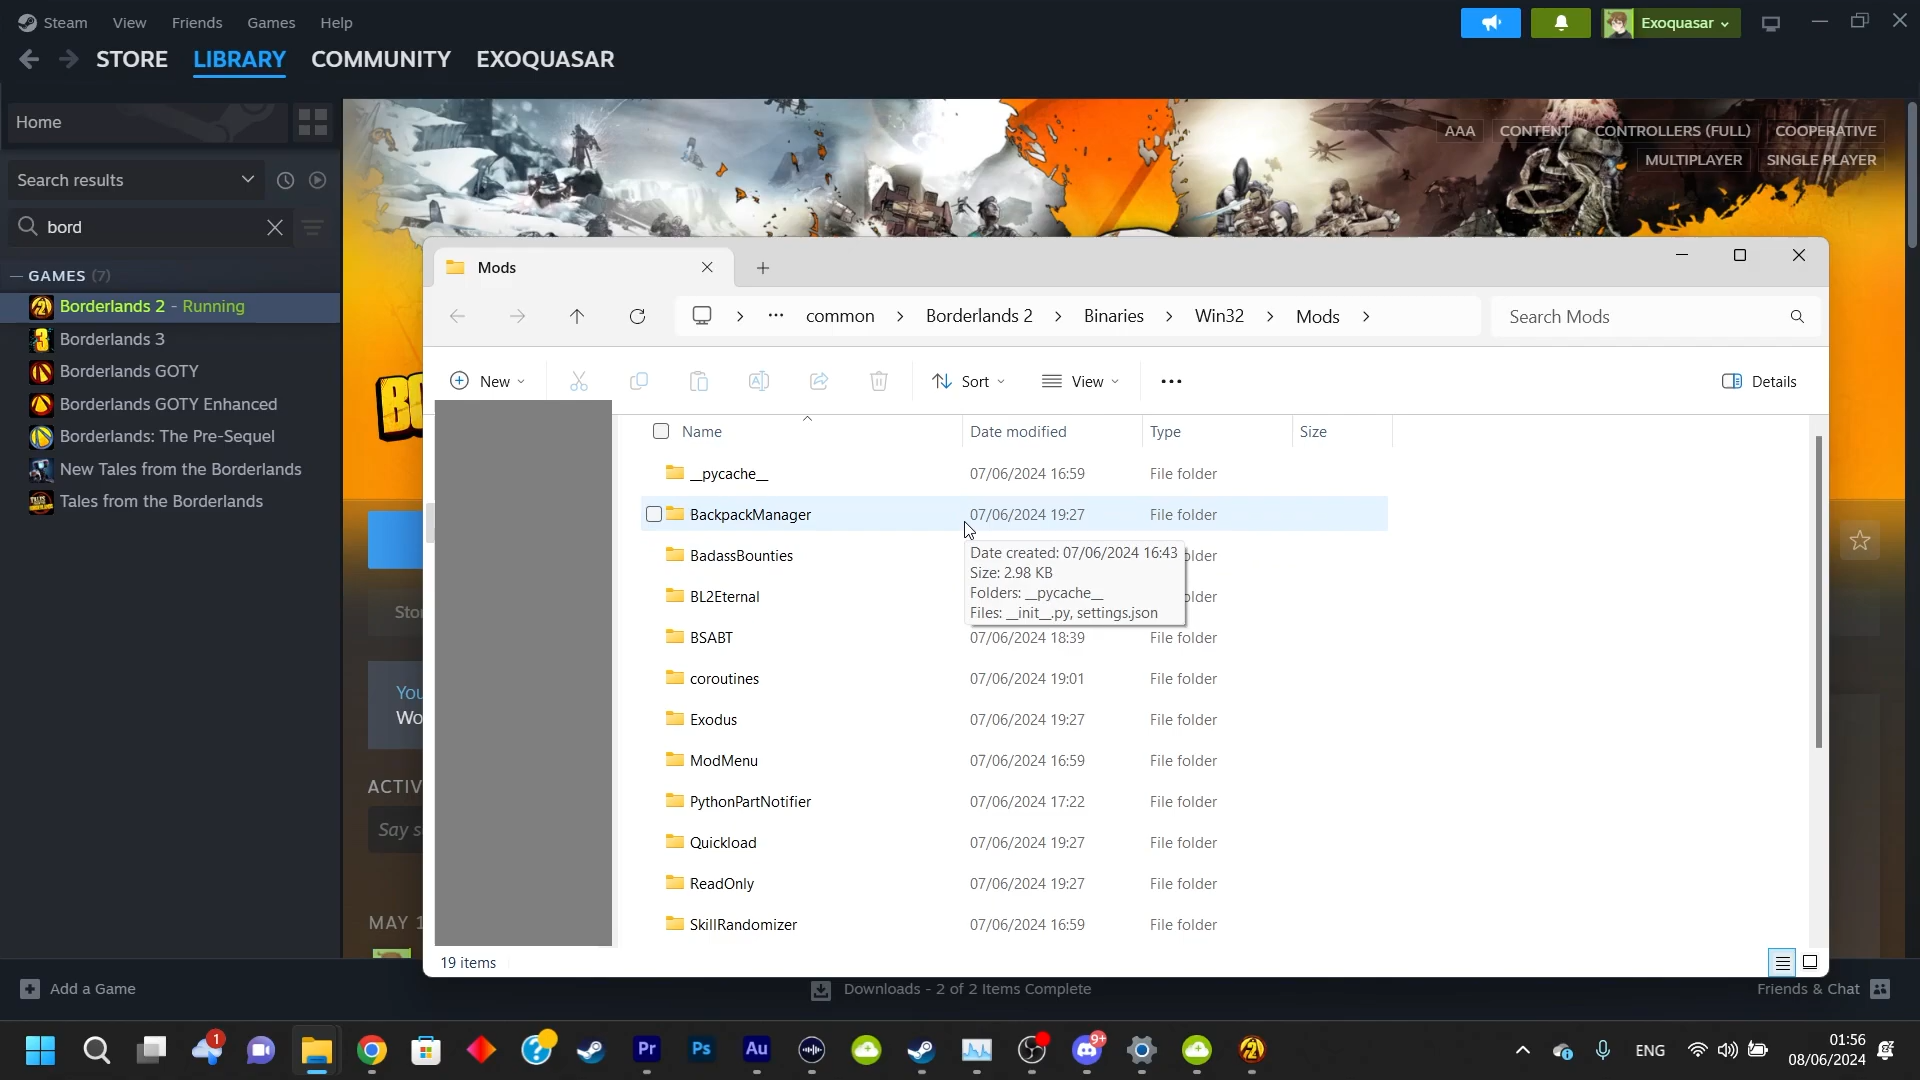 Steam View Friends Games Help
Exoquasar
STORE LIBRARY COMMUNITY EXOQUASAR
Home
Search results
bord
GAMES (7)
Borderlands 2 - Running
Borderlands 3
Borderlands GOTY
Borderlands GOTY Enhanced
Borderlands: The Pre-Sequel
New Tales from the Borderlands
Tales from the Borderlands
AAA CONTENT CONTROLLERS (FULL) COOPERATIVE
MULTIPLAYER SINGLE PLAYER
Mods
common > Borderlands 2 > Binaries > Win32 > Mods >
Search Mods
New Sort View Details
Name Date modified Type Size
__pycache__ 07/06/2024 16:59 File folder
BackpackManager 07/06/2024 19:27 File folder
BadassBounties
BL2Eternal
Date created: 07/06/2024 16:43
Size: 2.98 KB
Folders: __pycache__
Files: __init__.py, settings.json
BSABT 07/06/2024 18:39 File folder
coroutines 07/06/2024 19:01 File folder
Exodus 07/06/2024 19:27 File folder
ModMenu 07/06/2024 16:59 File folder
PythonPartNotifier 07/06/2024 17:22 File folder
Quickload 07/06/2024 19:27 File folder
ReadOnly 07/06/2024 19:27 File folder
SkillRandomizer 07/06/2024 16:59 File folder
19 items
Add a Game
Downloads - 2 of 2 Items Complete
Friends & Chat
1
Pr Ps Au
9+
ENG
01:56
08/06/2024